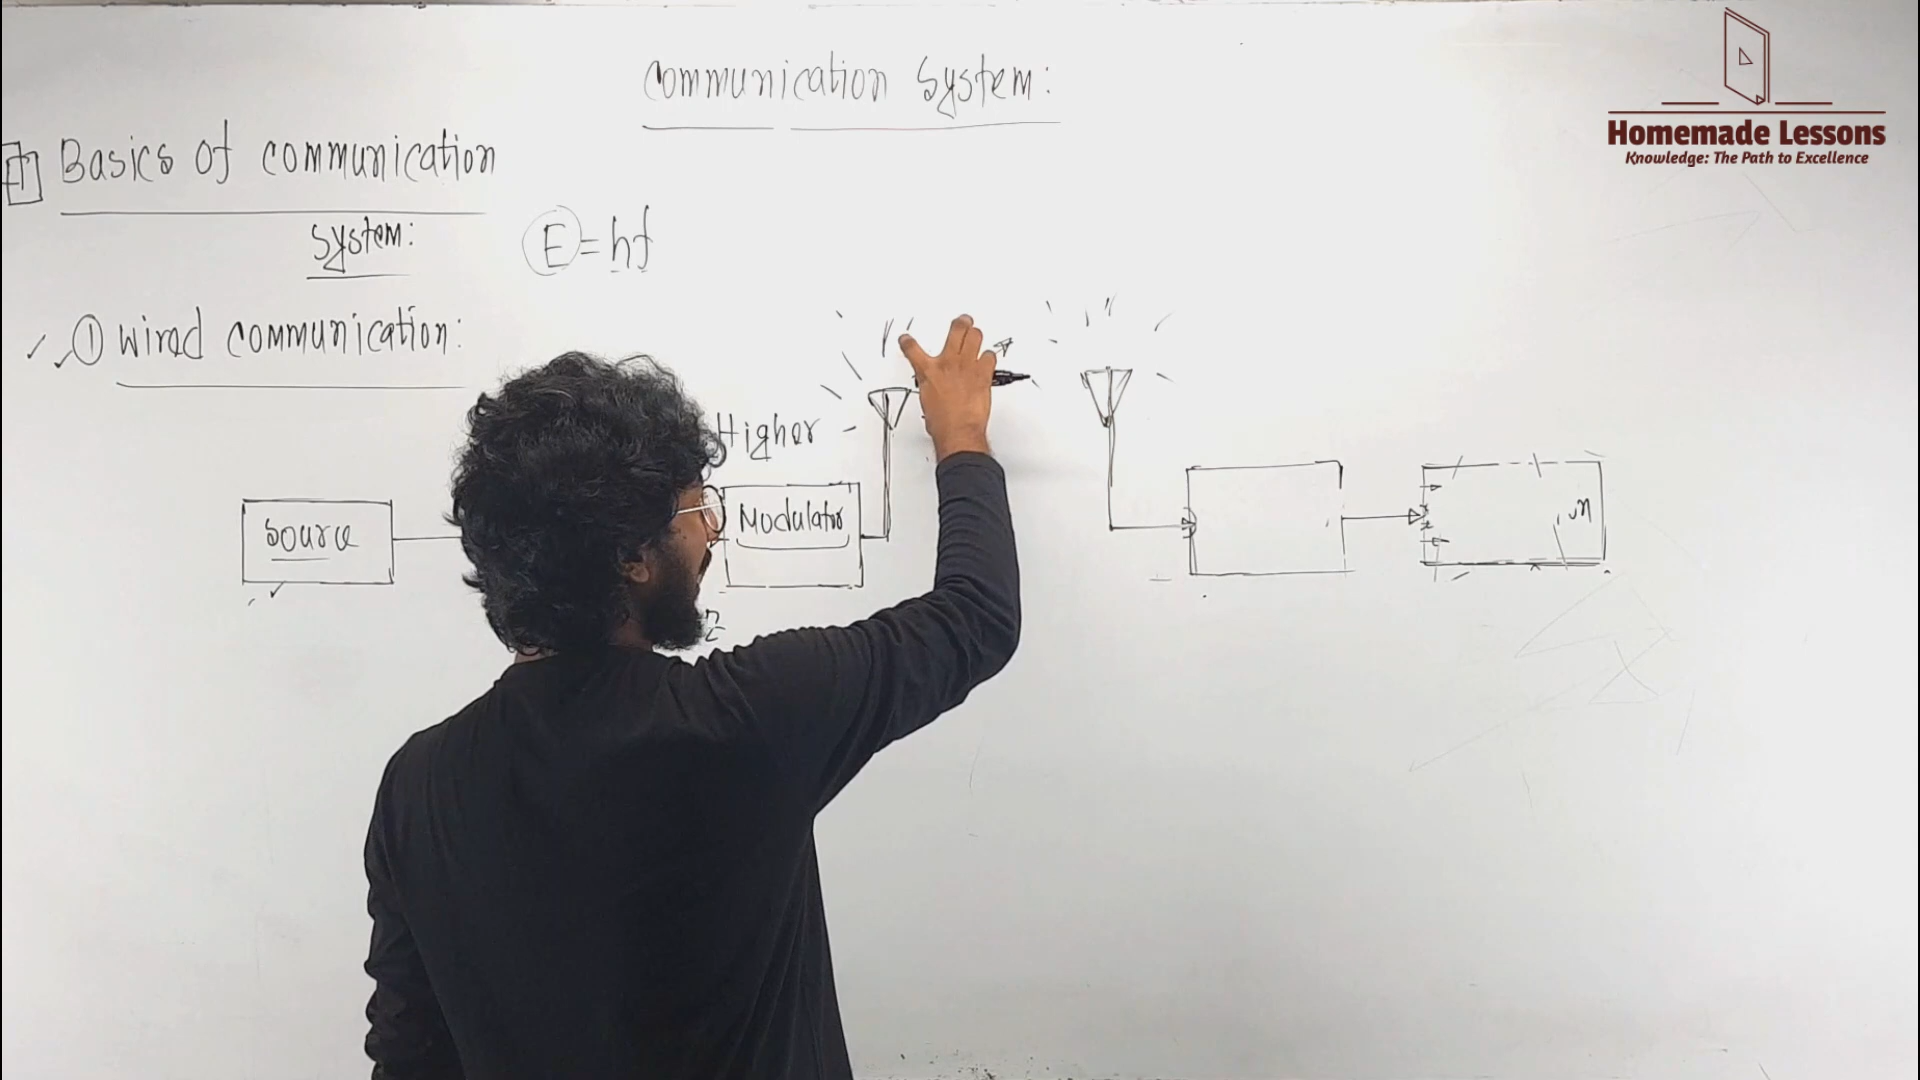 Communication System:
Homemade Lessons
Knowledge: The Path to Excellence
Basics of communication
System:
E = hf
① Wired communication:
Higher
Source
Modulator